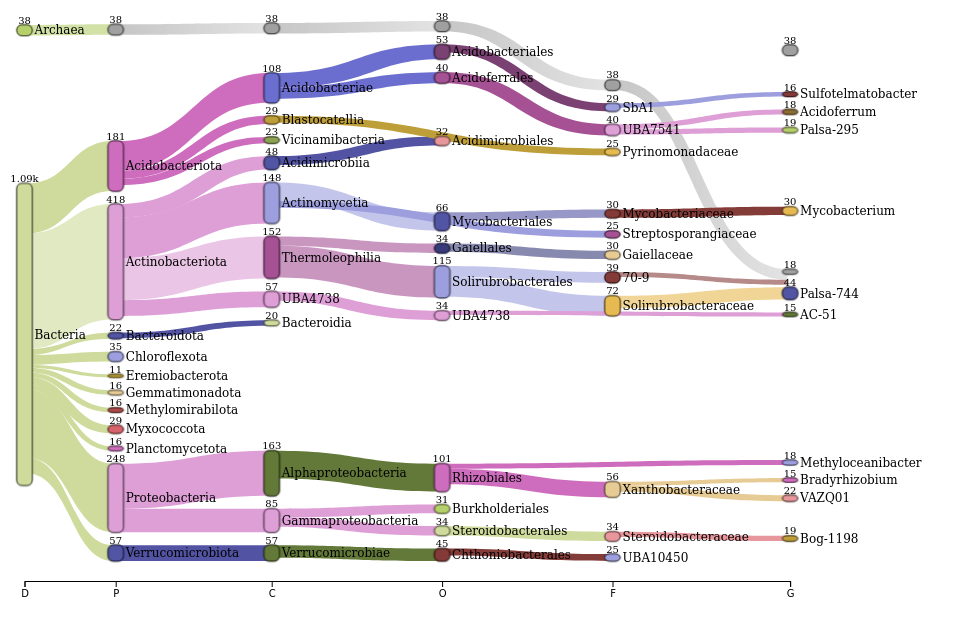 38
Archaea
1.09k
Bacteria
38
181
Acidobacteriota
418
Actinobacteriota
22
Bacteroidota
35
Chloroflexota
11
Eremiobacterota
16
Gemmatimonadota
16
Methylomirabilota
29
Myxococcota
16
Planctomycetota
248
Proteobacteria
57
Verrucomicrobiota
38
108
Acidobacteriae
29
Blastocatellia
23
Vicinamibacteria
48
Acidimicrobiia
148
Actinomycetia
152
Thermoleophilia
57
UBA4738
20
Bacteroidia
163
Alphaproteobacteria
85
Gammaproteobacteria
57
Verrucomicrobiae
38
53
Acidobacteriales
40
Acidoferrales
32
Acidimicrobiales
66
Mycobacteriales
34
Gaiellales
115
Solirubrobacterales
34
UBA4738
101
Rhizobiales
31
Burkholderiales
34
Steroidobacterales
45
Chthoniobacterales
38
29
SbA1
40
UBA7541
25
Pyrinomonadaceae
30
Mycobacteriaceae
25
Streptosporangiaceae
30
Gaiellaceae
39
70-9
72
Solirubrobacteraceae
56
Xanthobacteraceae
34
Steroidobacteraceae
25
UBA10450
38
16
Sulfotelmatobacter
18
Acidoferrum
19
Palsa-295
30
Mycobacterium
18
44
Palsa-744
15
AC-51
18
Methyloceanibacter
15
Bradyrhizobium
22
VAZQ01
19
Bog-1198
D P C O F G